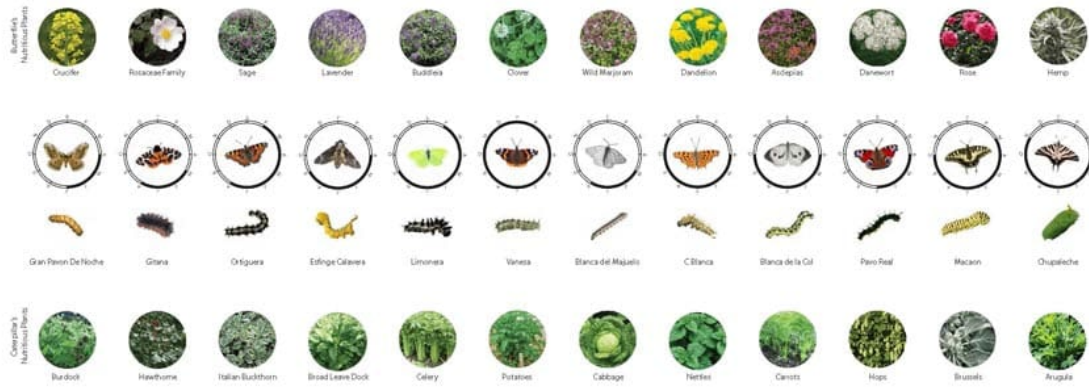 Butterflie's
Nutritious Plants
Crucifer
Rosaceae Family
Sage
Lavender
Buddleia
Clover
Wild Marjoram
Dandelion
Asclepias
Danewort
Rose
Hemp
Gran Pavon De Noche
Gitana
Ortiguera
Esfinge Calavera
Limonera
Vanesa
Blanca del Majuelo
C Blanca
Blanca de la Col
Pavo Real
Macaon
Chupaleche
Caterpillar's
Nutritious Plants
Burdock
Hawthorne
Italian Buckthorn
Broad Leave Dock
Celery
Potatoes
Cabbage
Nettles
Carrots
Hops
Brussels
Arugula